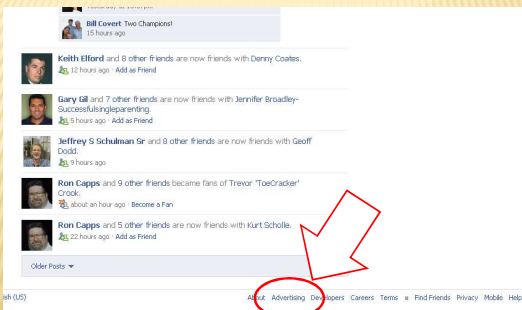 Bill Covert Two Champions!
15 hours ago
Keith Elford and 8 other friends are now friends with Denny Coates.
12 hours ago · Add as Friend
Gary Gil and 7 other friends are now friends with Jennifer Broadley-
Successfulsingleparenting.
5 hours ago · Add as Friend
Jeffrey S Schulman Sr and 8 other friends are now friends with Geoff
Dodd.
9 hours ago
Ron Capps and 9 other friends became fans of Trevor 'ToeCracker'
Crook.
about an hour ago · Become a Fan
Ron Capps and 5 other friends are now friends with Kurt Scholle.
22 hours ago · Add as Friend
Older Posts
ish (US) About Advertising Developers Careers Terms Find Friends Privacy Mobile Help